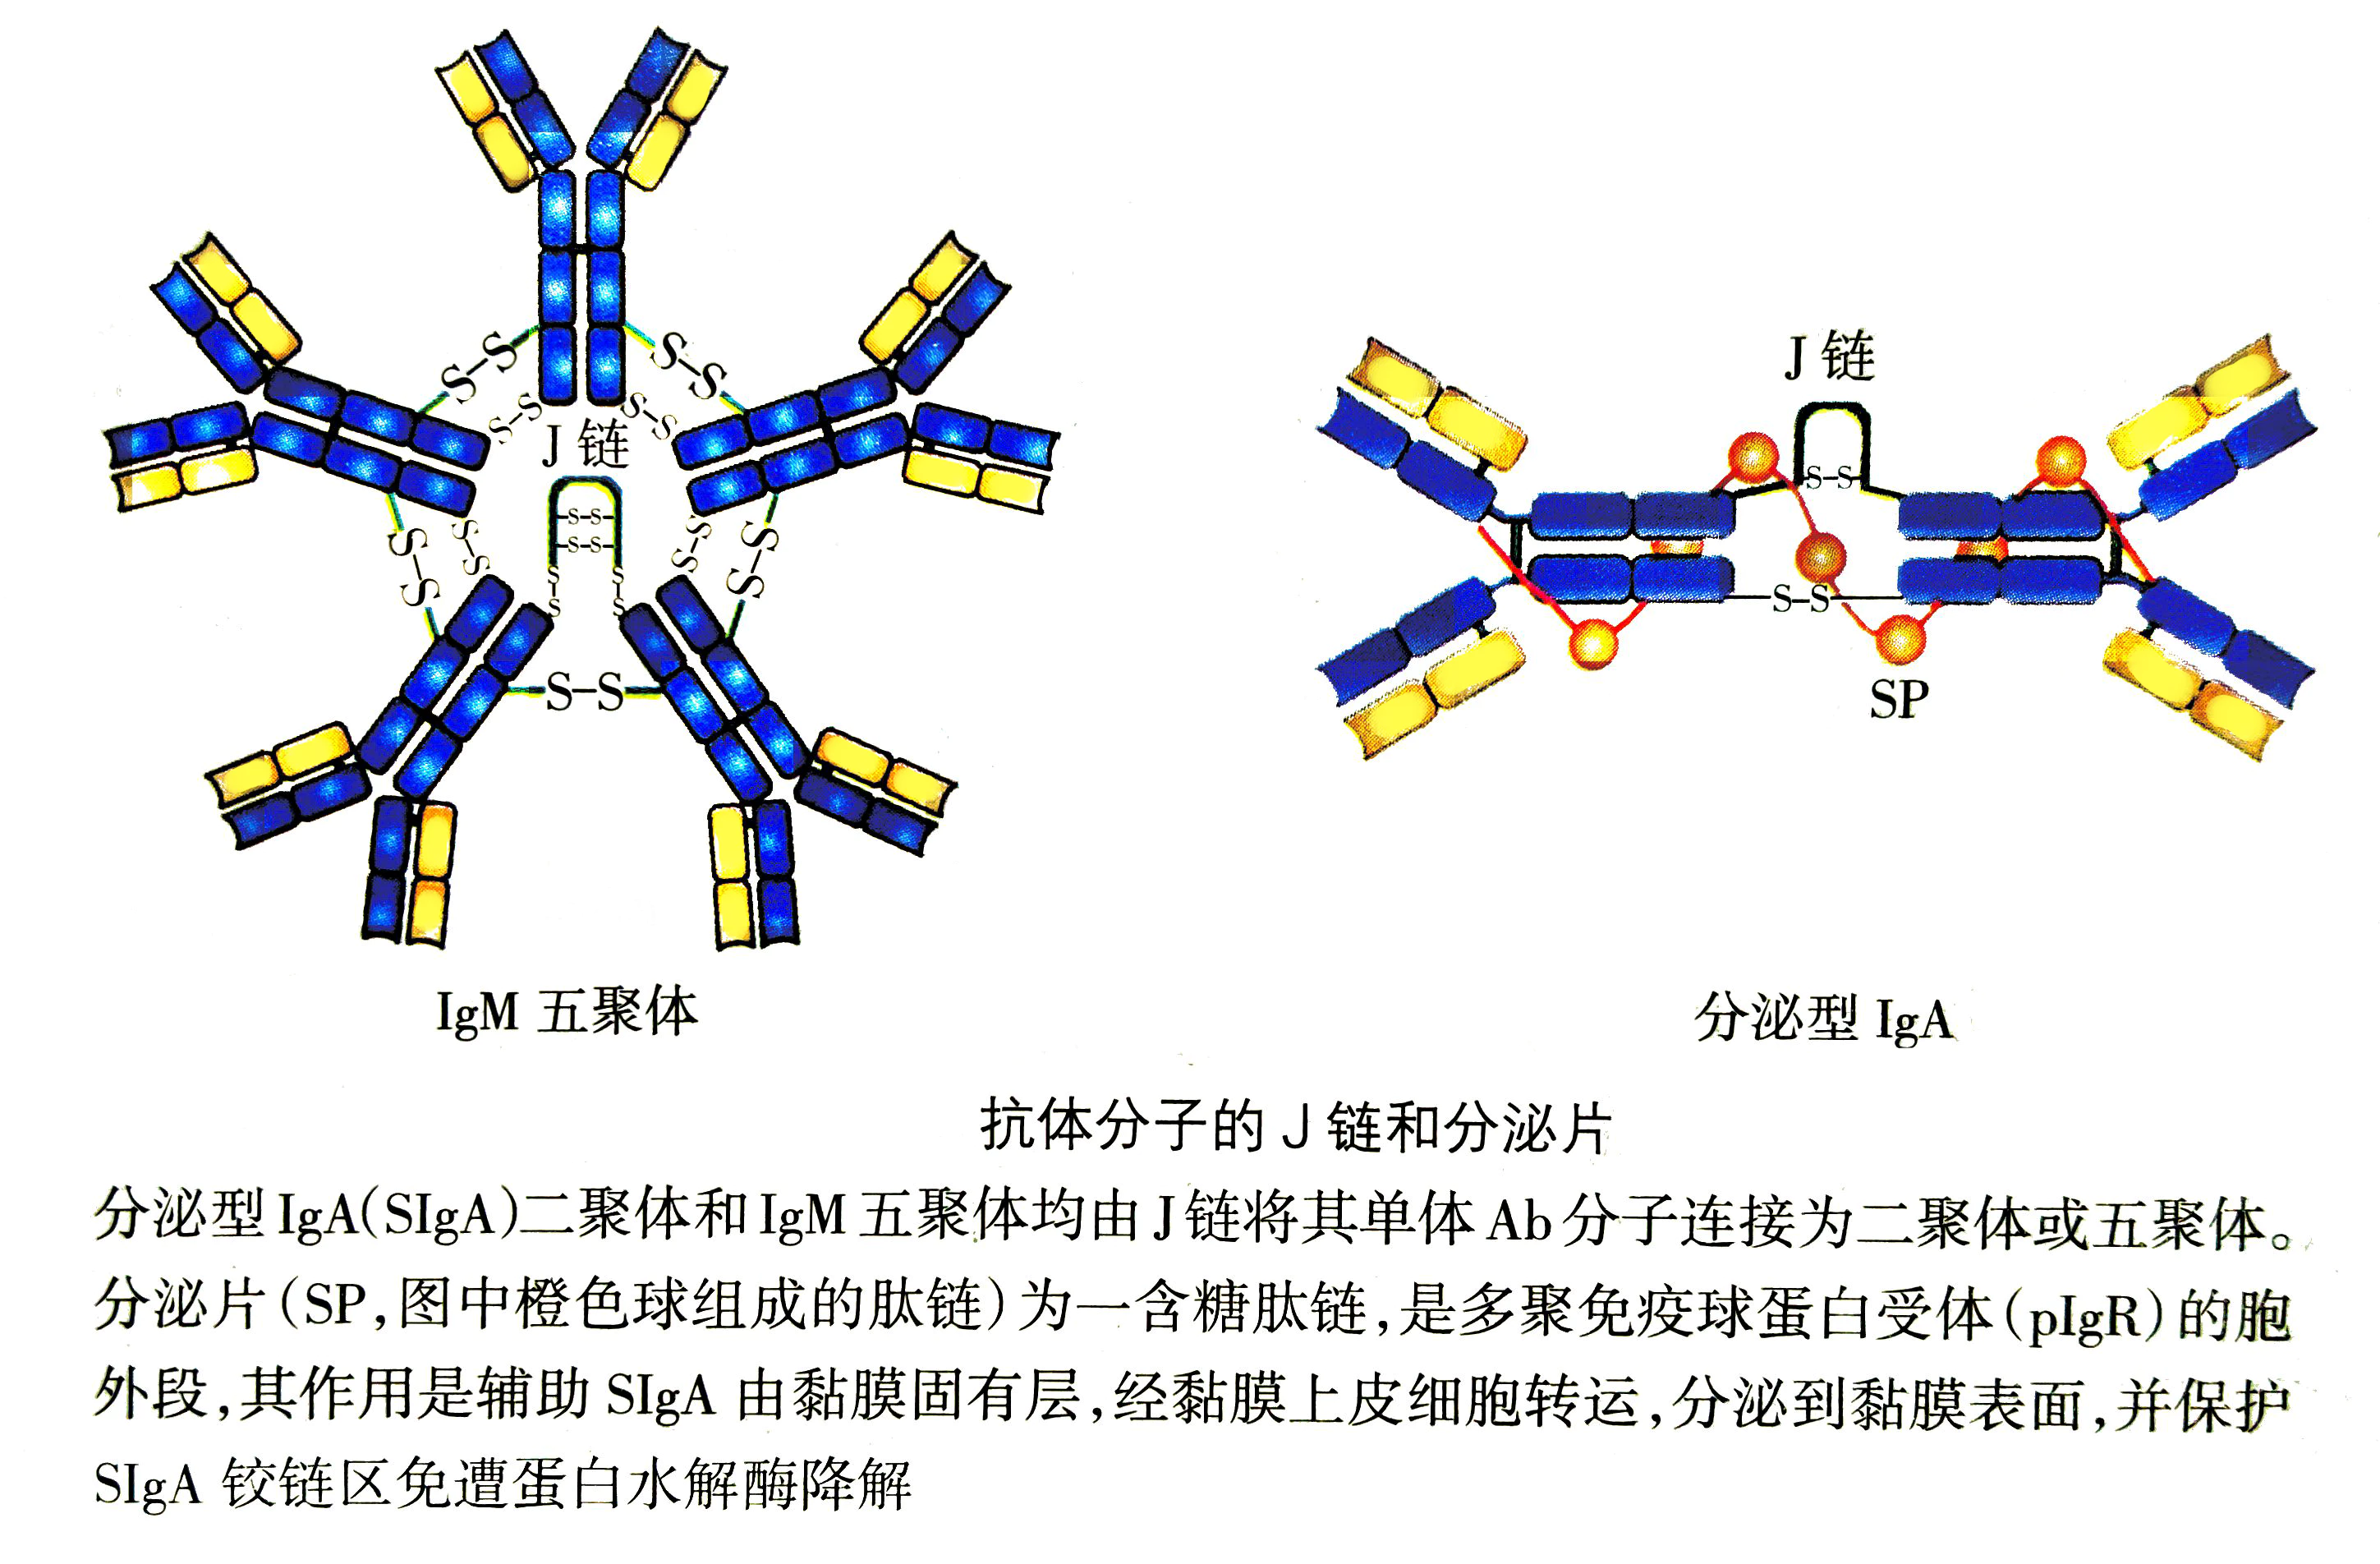 S-S
S-S
S-S
S-S
J 链
J 链
S-S
S-S
S-S
S-S
S-S
S-S
S-S
S-S
S-S
S-S
S-S
S-S
S-S
SP
IgM 五聚体
分泌型 IgA
抗体分子的 J 链和分泌片
分泌型 IgA(SIgA)二聚体和 IgM 五聚体均由 J 链将其单体 Ab 分子连接为二聚体或五聚体。
分泌片(SP,图中橙色球组成的肽链)为一含糖肽链,是多聚免疫球蛋白受体(pIgR)的胞
外段,其作用是辅助 SIgA 由黏膜固有层,经黏膜上皮细胞转运,分泌到黏膜表面,并保护
SIgA 铰链区免遭蛋白水解酶降解